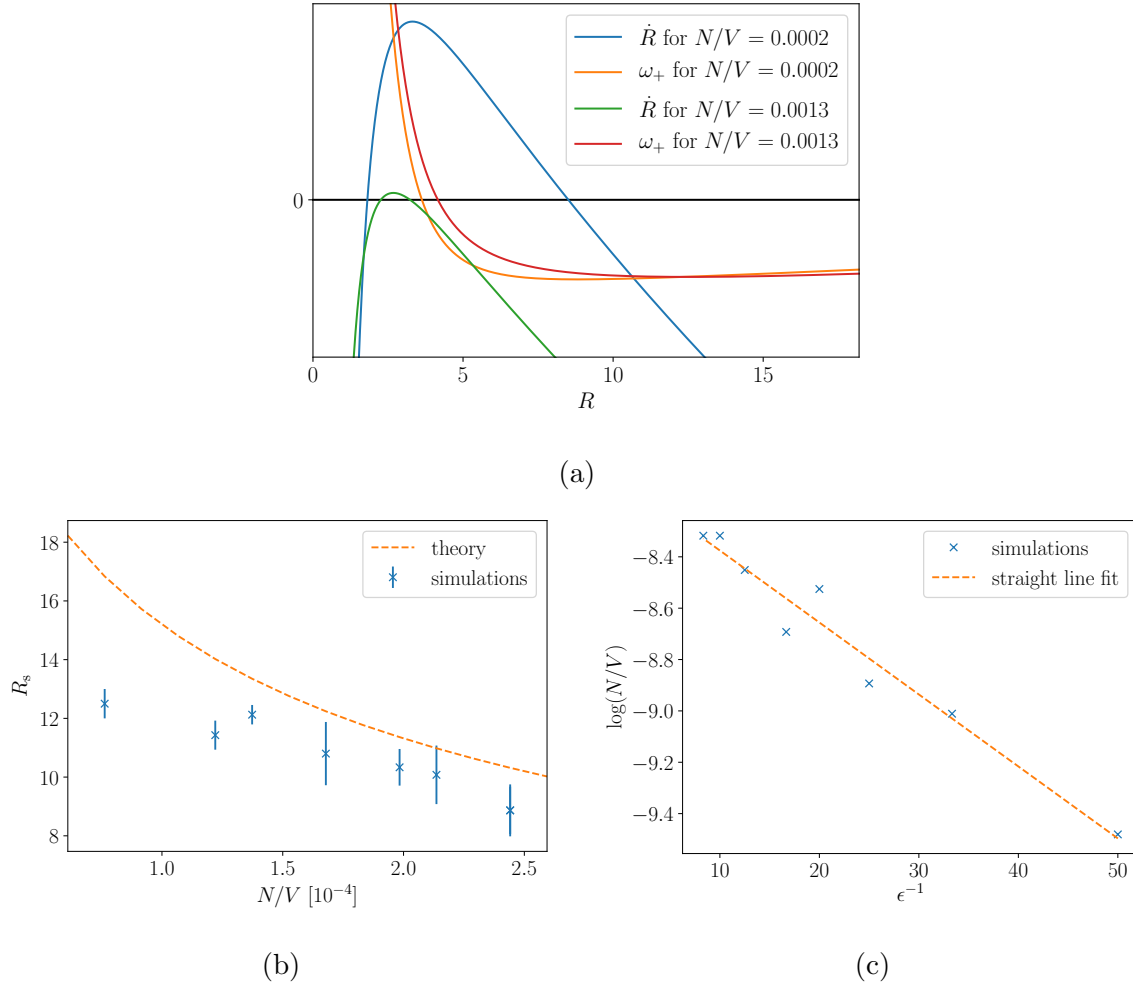 Ṙ for N/V = 0.0002
ω₊ for N/V = 0.0002
Ṙ for N/V = 0.0013
ω₊ for N/V = 0.0013
0
0 5 10 15
R
(a)
18
16
14
12
10
8
Rₛ
theory
simulations
1.0 1.5 2.0 2.5
N/V [10⁻⁴]
(b)
−8.4
−8.6
−8.8
−9.0
−9.2
−9.4
log(N/V)
simulations
straight line fit
10 20 30 40 50
ϵ⁻¹
(c)